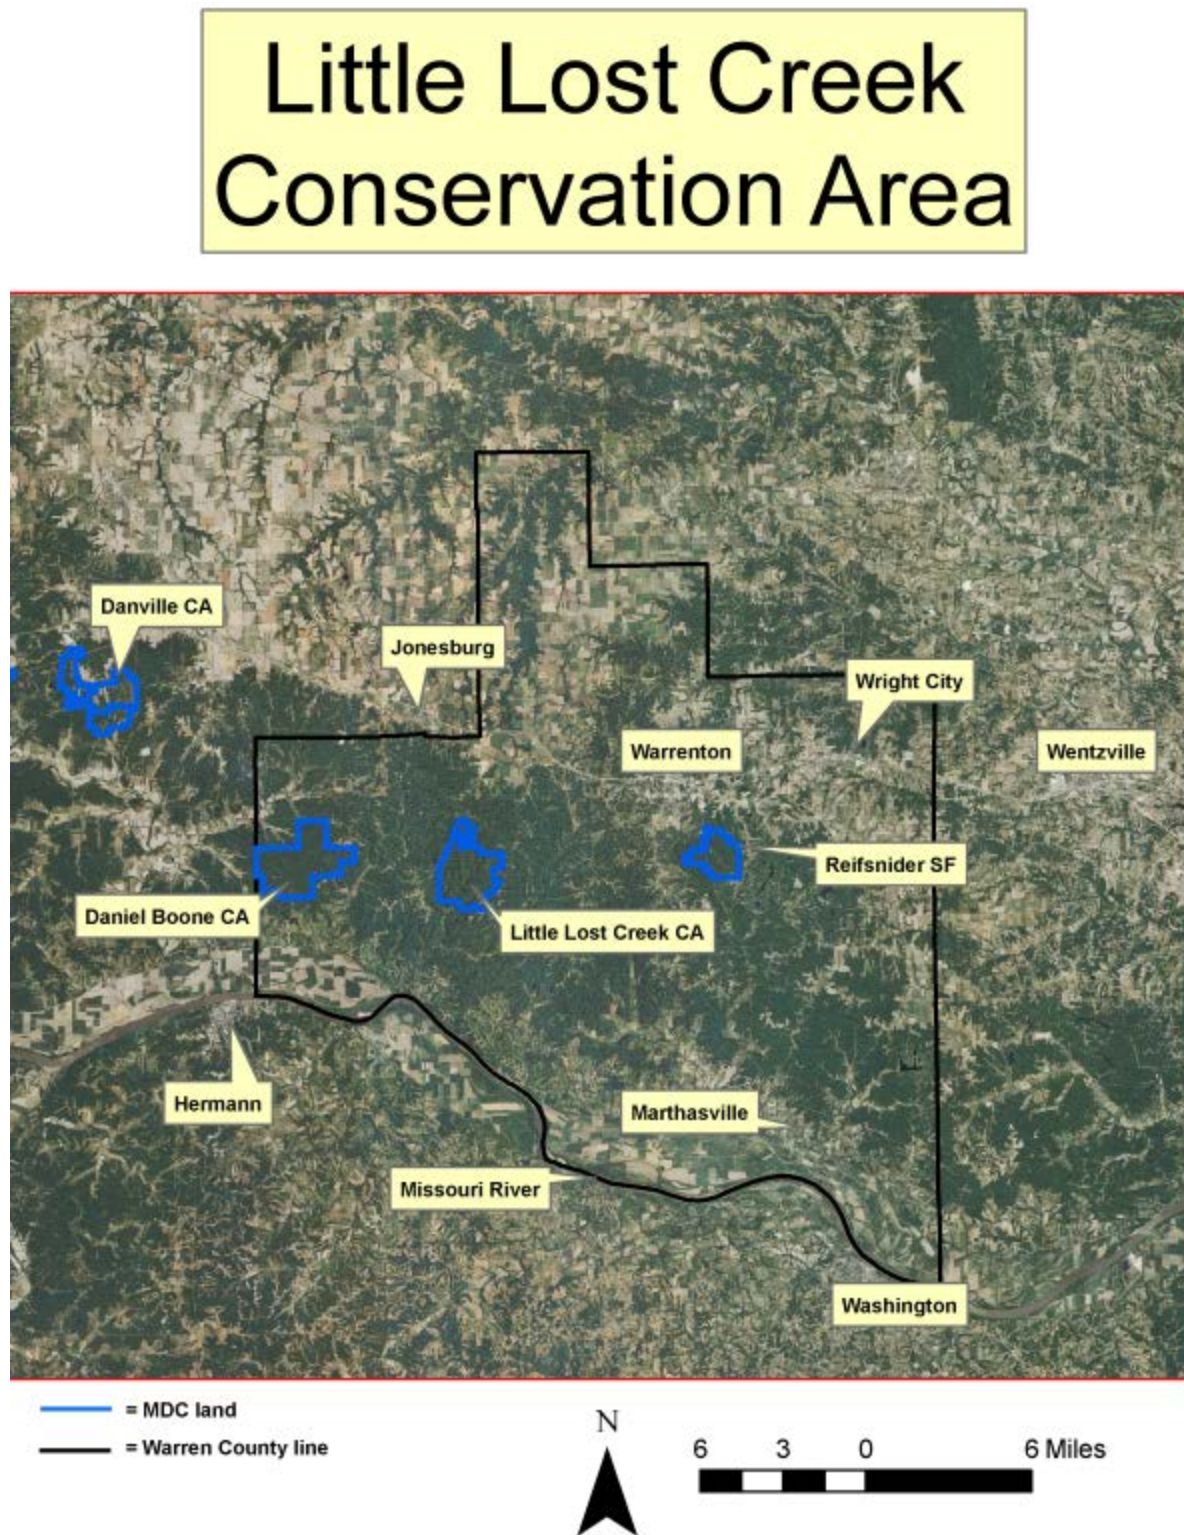 Little Lost Creek
Conservation Area
Danville CA
Jonesburg
Wright City
Warrenton
Wentzville
Reifsnider SF
Daniel Boone CA
Little Lost Creek CA
Hermann
Marthasville
Missouri River
Washington
= MDC land
= Warren County line
N
6 3 0 6 Miles